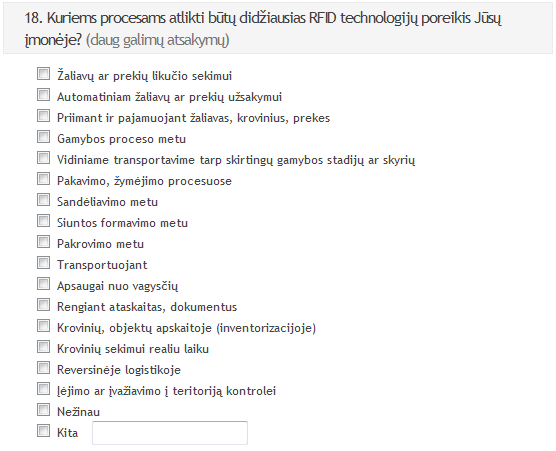 18. Kuriems procesams atlikti būtų didžiausias RFID technologijų poreikis Jūsų
įmonėje? (daug galimų atsakymų)
Žaliavų ar prekių likučio sekimui
Automatiniam žaliavų ar prekių užsakymui
Priimant ir pajamuojant žaliavas, krovinius, prekes
Gamybos proceso metu
Vidiniame transportavime tarp skirtingų gamybos stadijų ar skyrių
Pakavimo, žymėjimo procesuose
Sandėliavimo metu
Siuntos formavimo metu
Pakrovimo metu
Transportuojant
Apsaugai nuo vagysčių
Rengiant ataskaitas, dokumentus
Krovinių, objektų apskaitoje (inventorizacijoje)
Krovinių sekimui realiu laiku
Reversinėje logistikoje
Įėjimo ar įvažiavimo į teritoriją kontrolei
Nežinau
Kita